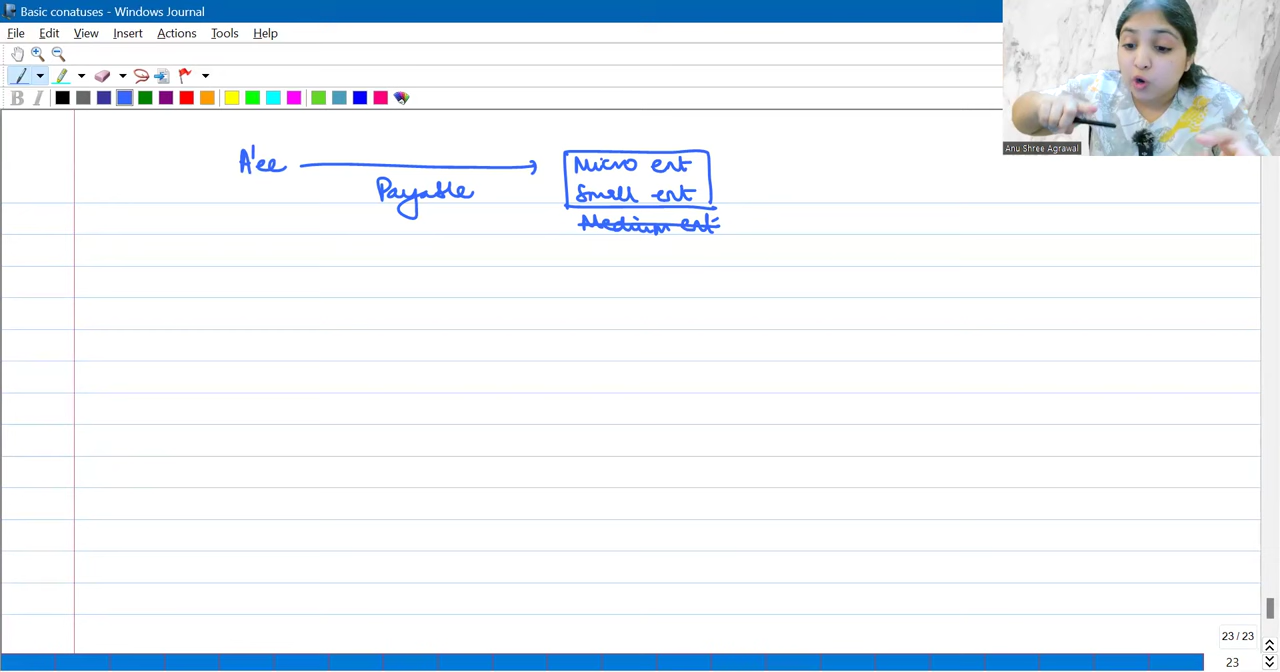 Basic conatuses - Windows Journal
File Edit View Insert Actions Tools Help
B I
Anu Shree Agrawal
A'ee
Payable
Micro ent
Small ent
Medium ent
23 / 23
23